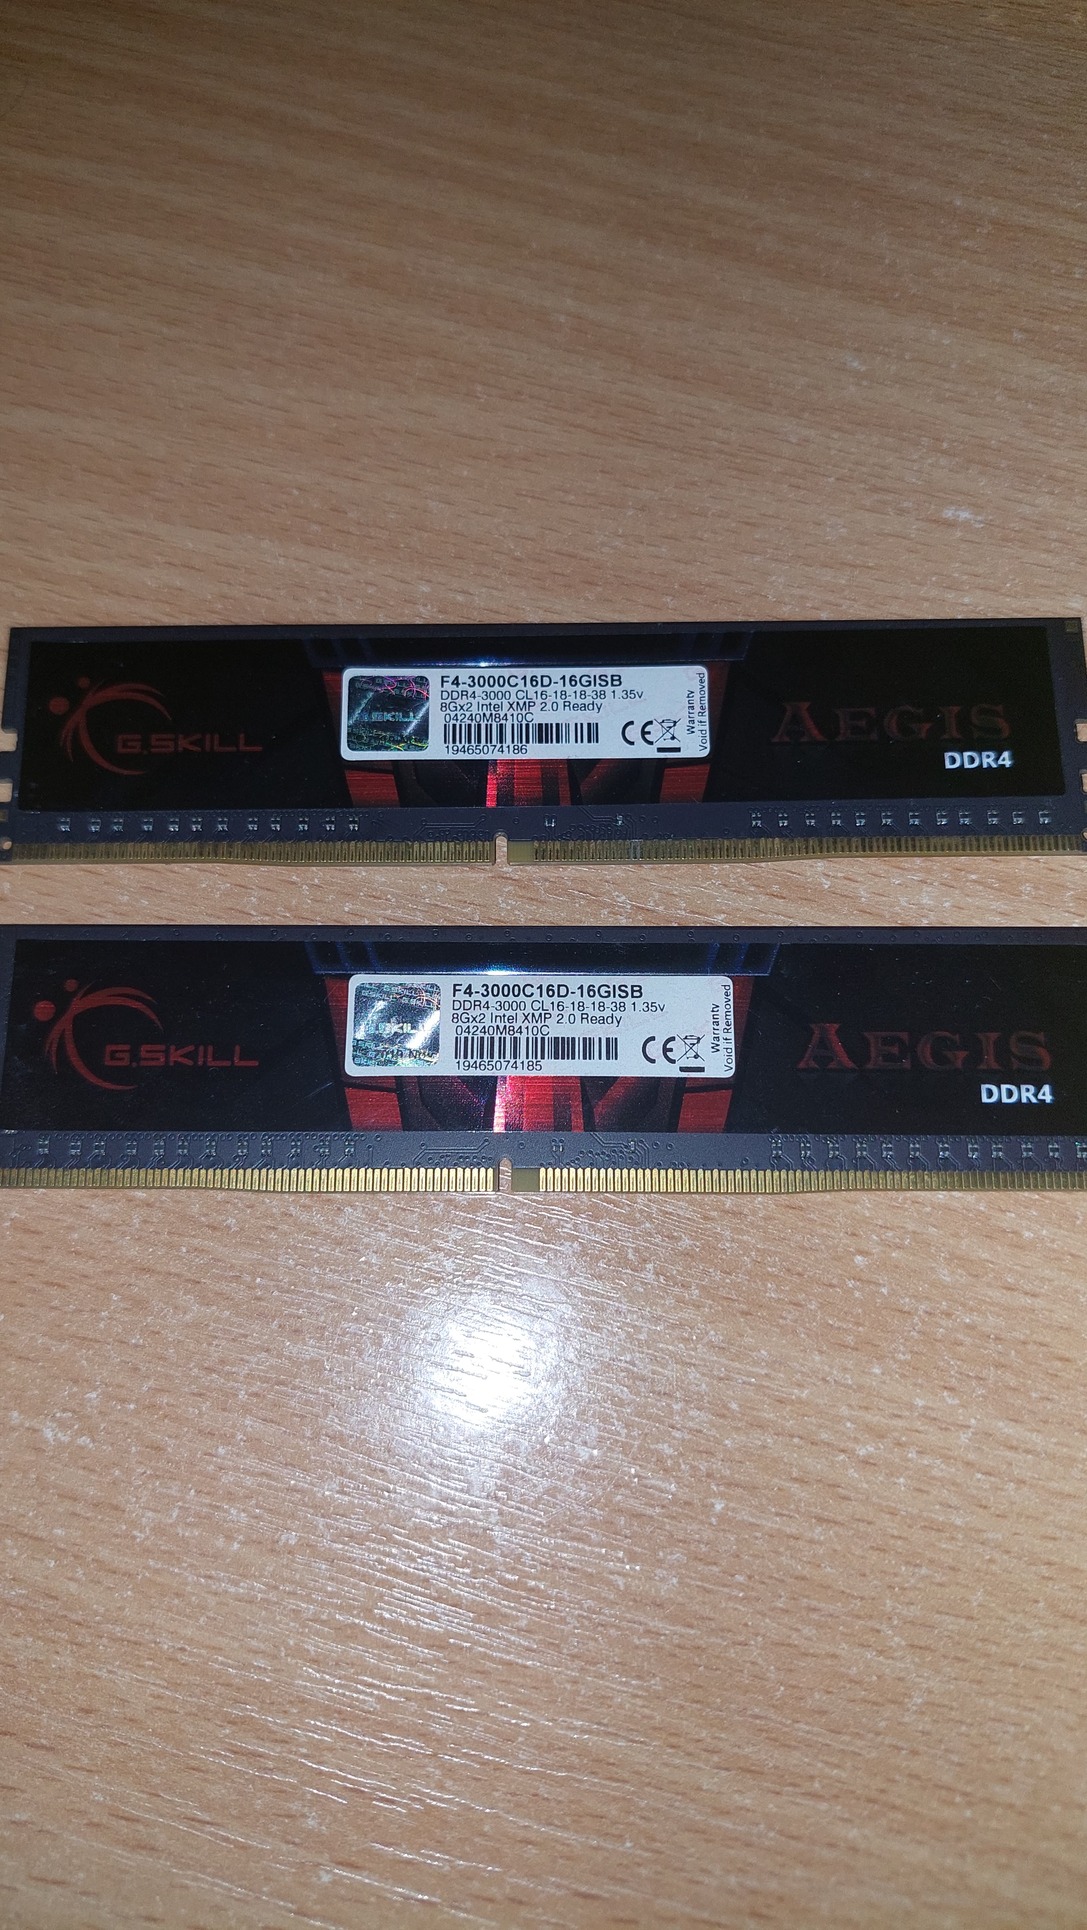 G.SKILL
F4-3000C16D-16GISB
DDR4-3000 CL16-18-18-38 1.35v
8Gx2 Intel XMP 2.0 Ready
04240M8410C
19465074186
CE
Warranty
Void if Removed
AEGIS
DDR4
G.SKILL
F4-3000C16D-16GISB
DDR4-3000 CL16-18-18-38 1.35v
8Gx2 Intel XMP 2.0 Ready
04240M8410C
19465074185
CE
Warranty
Void if Removed
AEGIS
DDR4